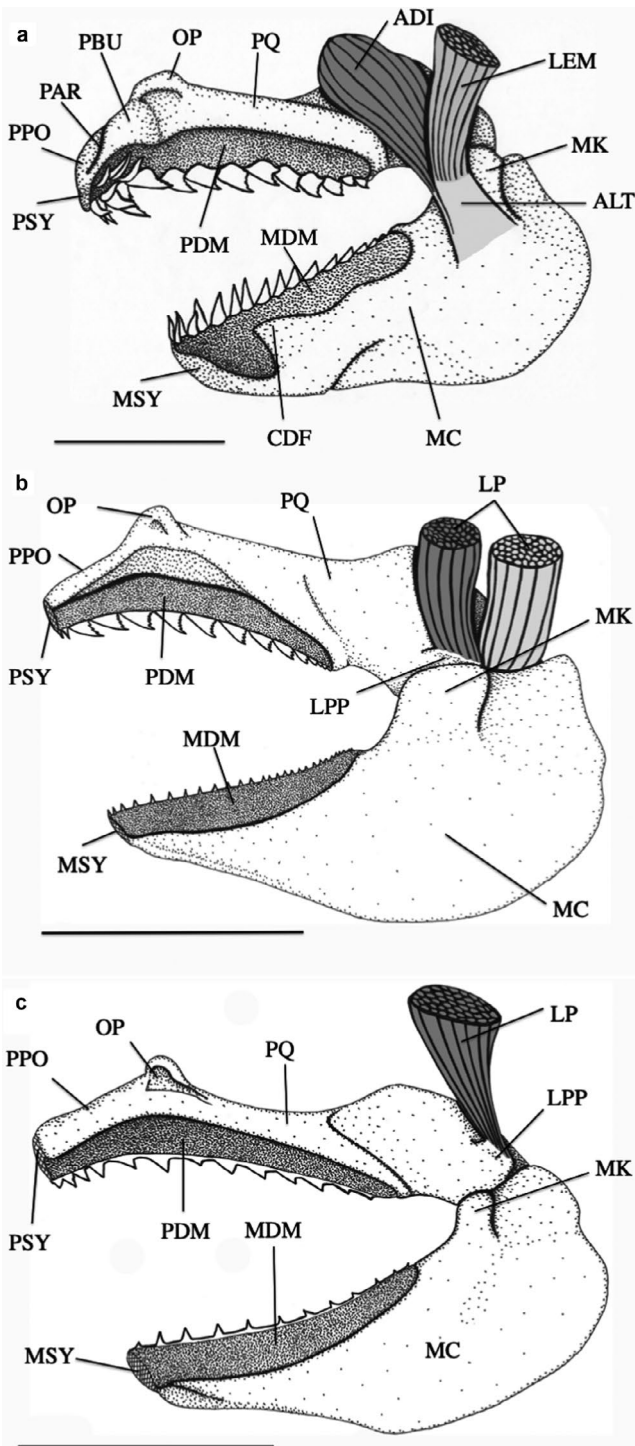 a
ADI
PBU OP PQ
LEM
PAR
PPO
MK
PSY
ALT
PDM MDM
MSY
CDF MC
b
LP
OP PQ
PPO
MK
PSY PDM
LPP
MDM
MSY
MC
c
LP
OP
PPO PQ
LPP
MK
PSY PDM MDM
MSY MC